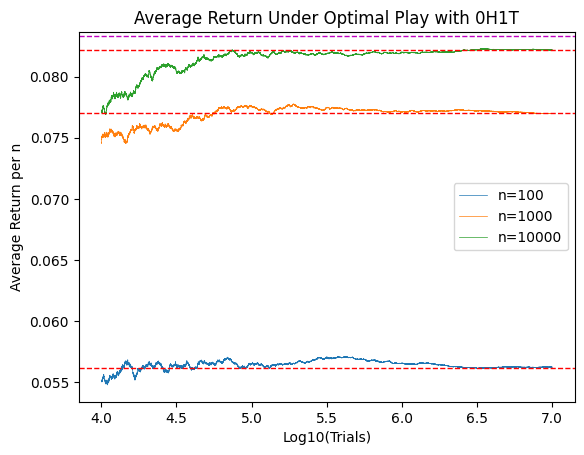 Average Return Under Optimal Play with 0H1T
Average Return per n
0.080
0.075
0.070
0.065
0.060
0.055
n=100
n=1000
n=10000
4.0 4.5 5.0 5.5 6.0 6.5 7.0
Log10(Trials)